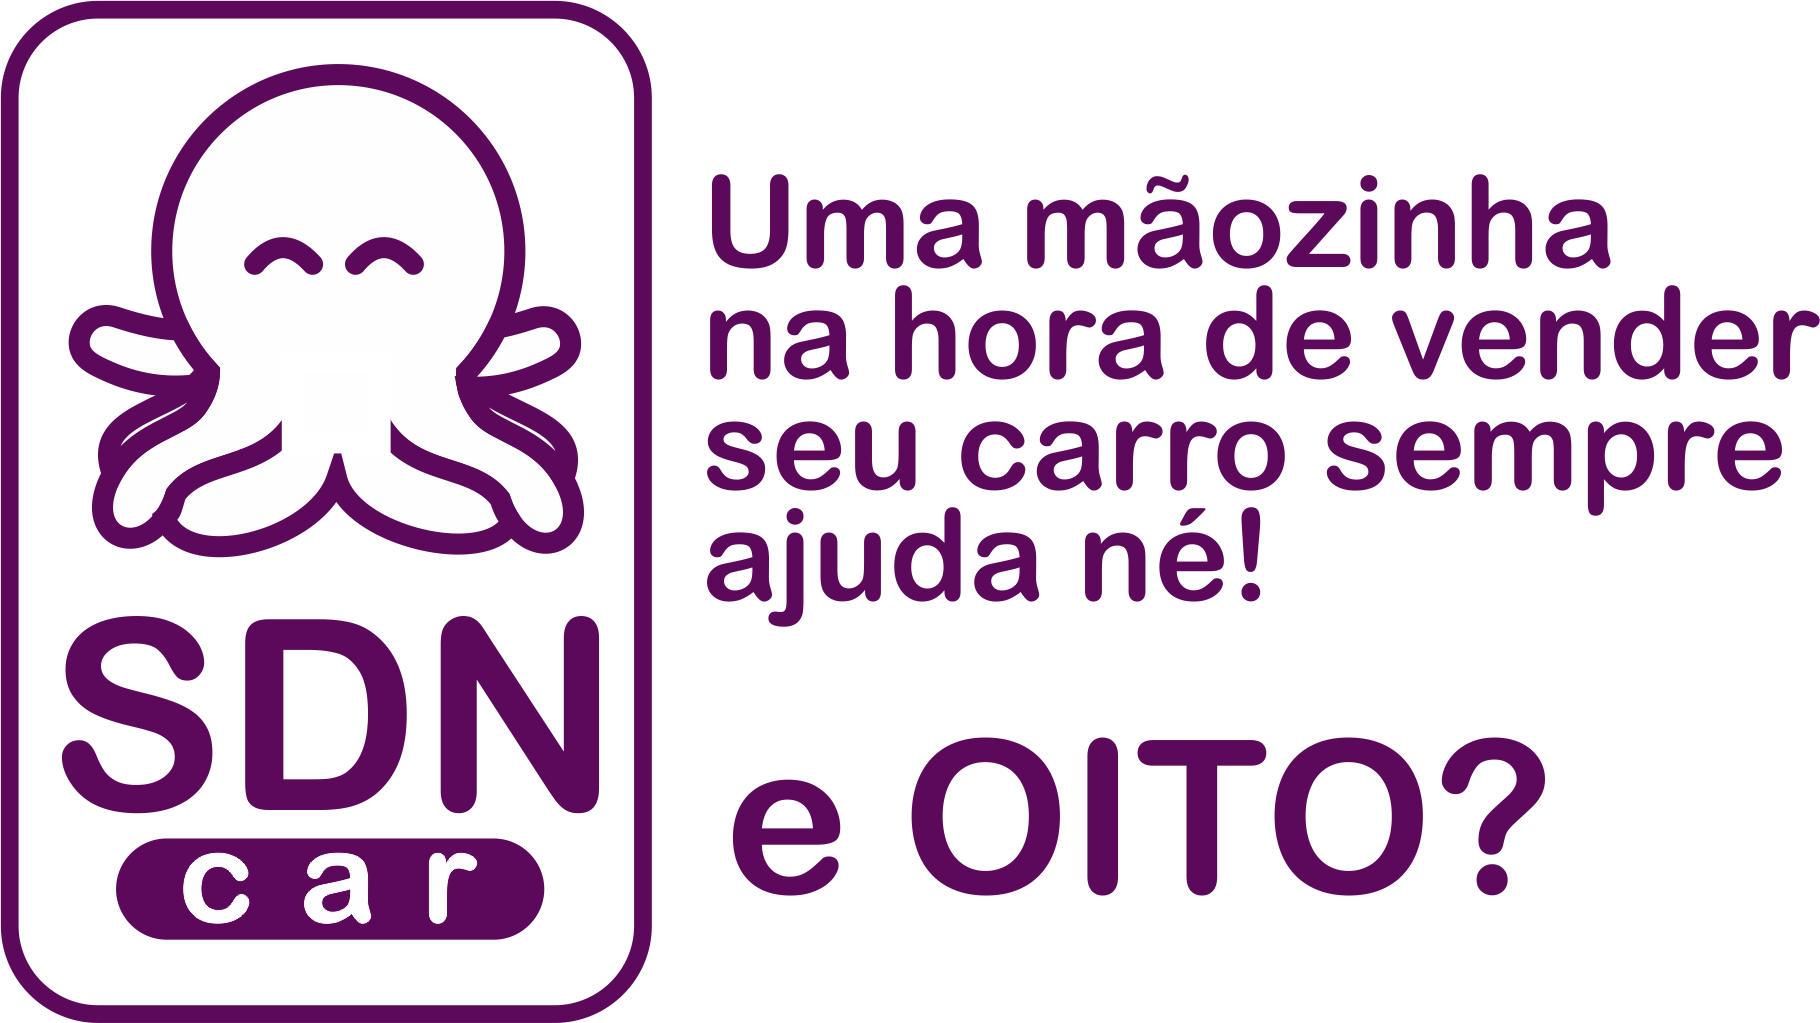 SDN
car
Uma mãozinha
na hora de vender
seu carro sempre
ajuda né!
e OITO?